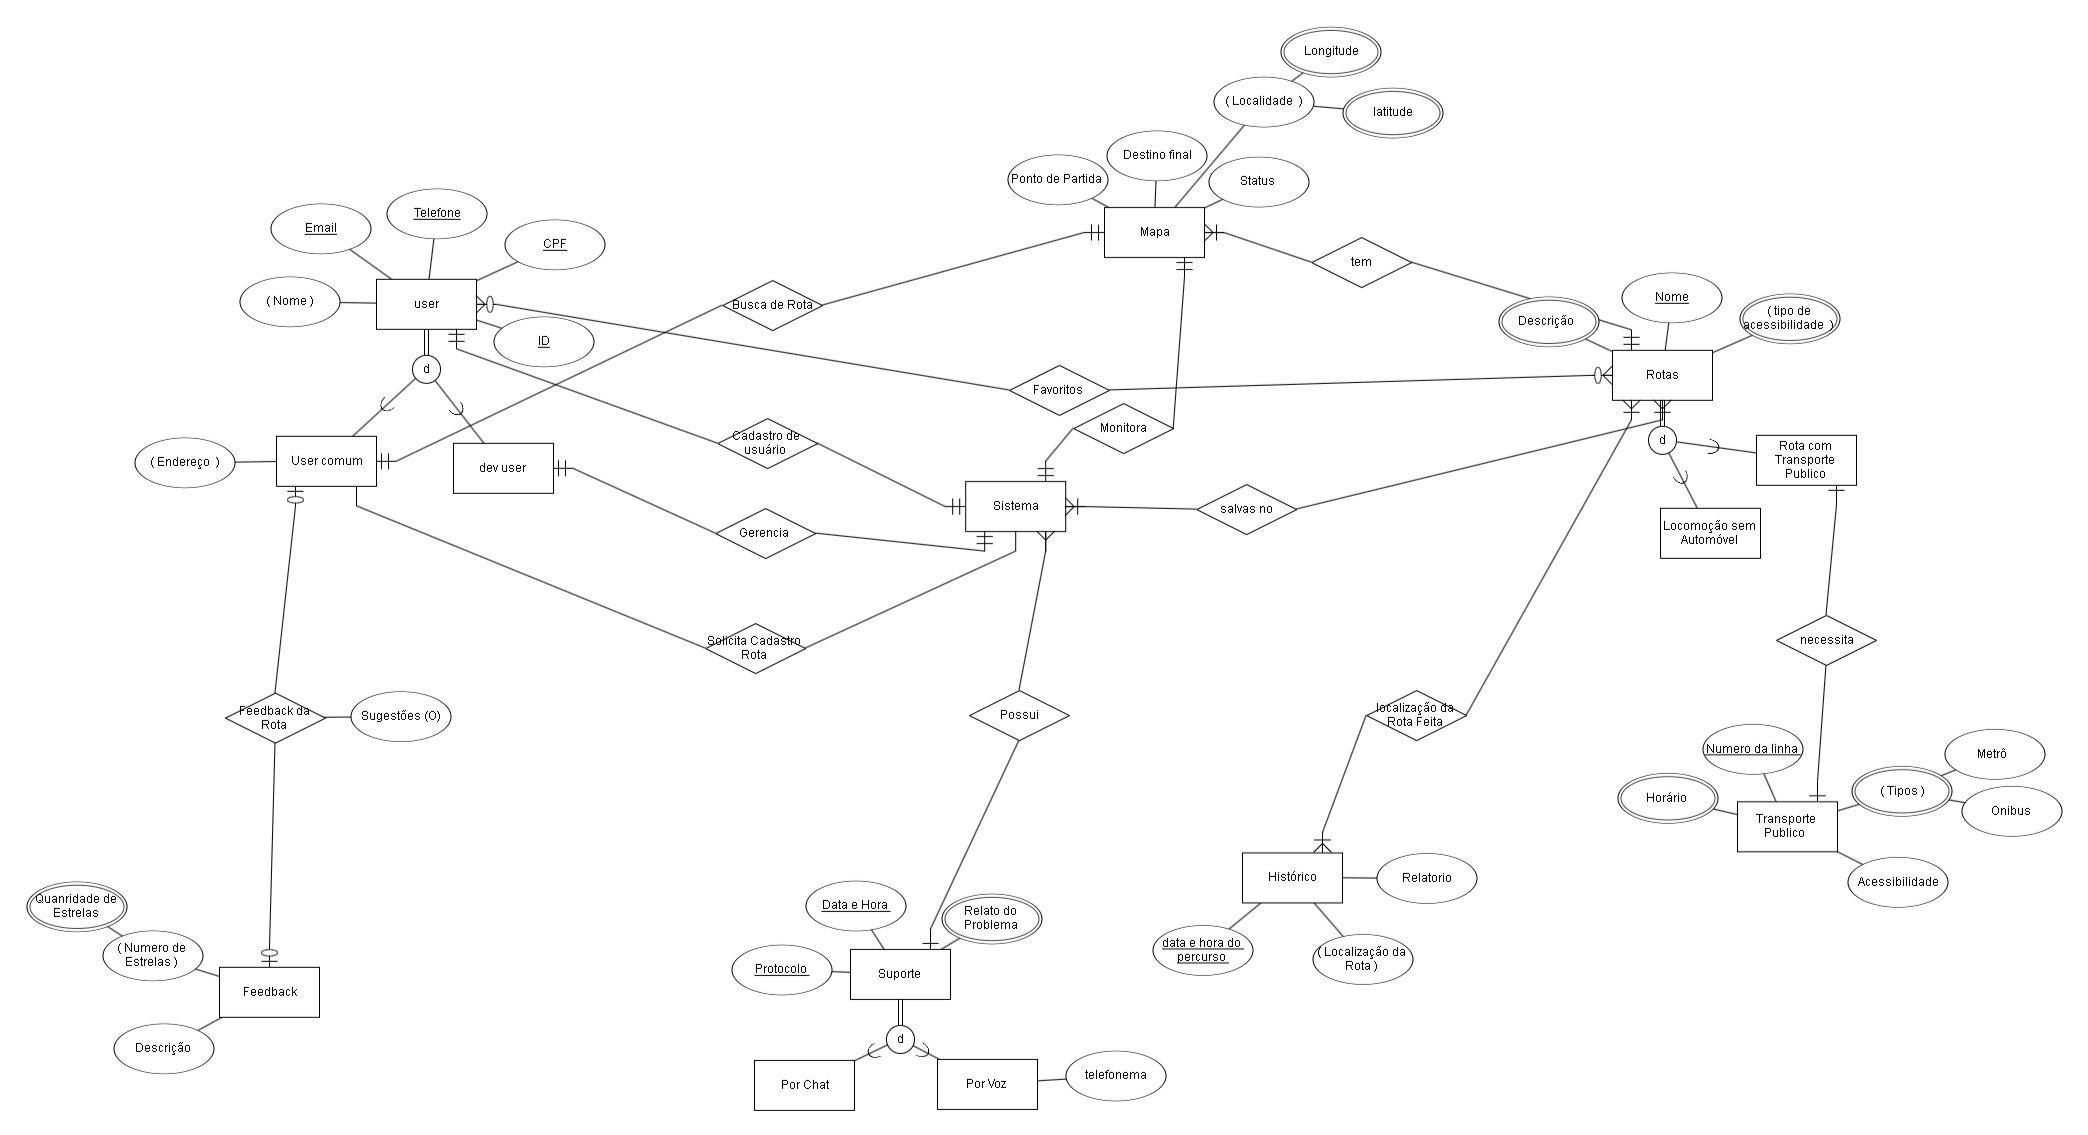 Longitude
( Localidade )
latitude
Destino final
Ponto de Partida
Status
Telefone
Email
CPF
Mapa
tem
( Nome )
user
Busca de Rota
Nome
( tipo de
acessibilidade )
Descrição
ID
d
Favoritos
Rotas
Monitora
Cadastro de
usuário
d
Rota com
Transporte
Publico
( Endereço )
User comum
dev user
Sistema
salvas no
Locomoção sem
Automóvel
Gerencia
Solicita Cadastro
Rota
necessita
Feedback da
Rota
Sugestões (O)
Possui
localização da
Rota Feita
Numero da linha
Metrô
Horário
( Tipos )
Onibus
Transporte
Publico
Histórico
Relatorio
Acessibilidade
Quanridade de
Estrelas
Data e Hora
Relato do
Problema
( Numero de
Estrelas )
data e hora do
percurso
( Localização da
Rota )
Protocolo
Suporte
Feedback
Descrição
d
Por Chat
Por Voz
telefonema